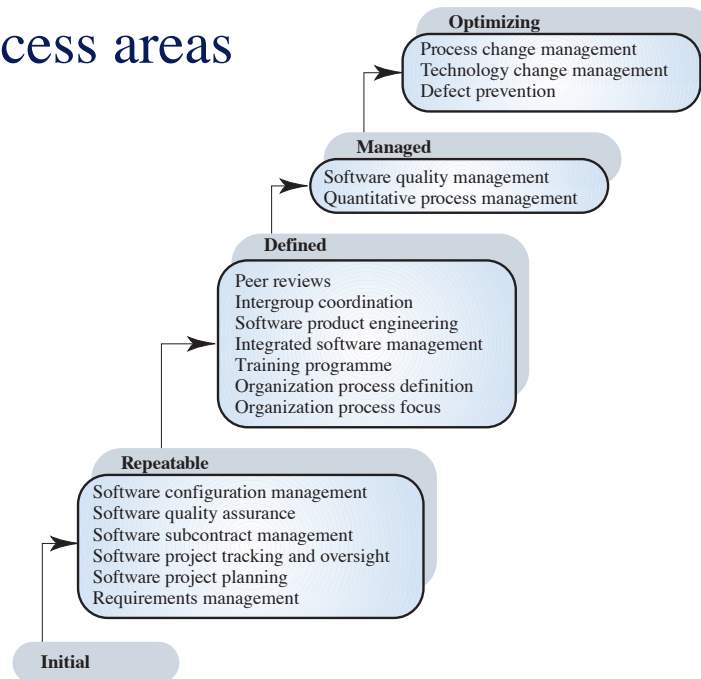 cess areas
Optimizing
Process change management
Technology change management
Defect prevention
Managed
Software quality management
Quantitative process management
Defined
Peer reviews
Intergroup coordination
Software product engineering
Integrated software management
Training programme
Organization process definition
Organization process focus
Repeatable
Software configuration management
Software quality assurance
Software subcontract management
Software project tracking and oversight
Software project planning
Requirements management
Initial